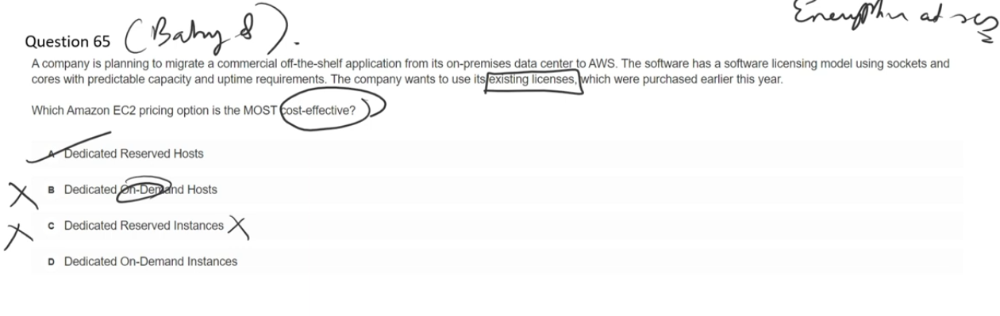 Encryption at res
Question 65 (Baby 8).
A company is planning to migrate a commercial off-the-shelf application from its on-premises data center to AWS. The software has a software licensing model using sockets and
cores with predictable capacity and uptime requirements. The company wants to use its existing licenses, which were purchased earlier this year.
Which Amazon EC2 pricing option is the MOST cost-effective?
A Dedicated Reserved Hosts
B Dedicated On-Demand Hosts
C Dedicated Reserved Instances
D Dedicated On-Demand Instances